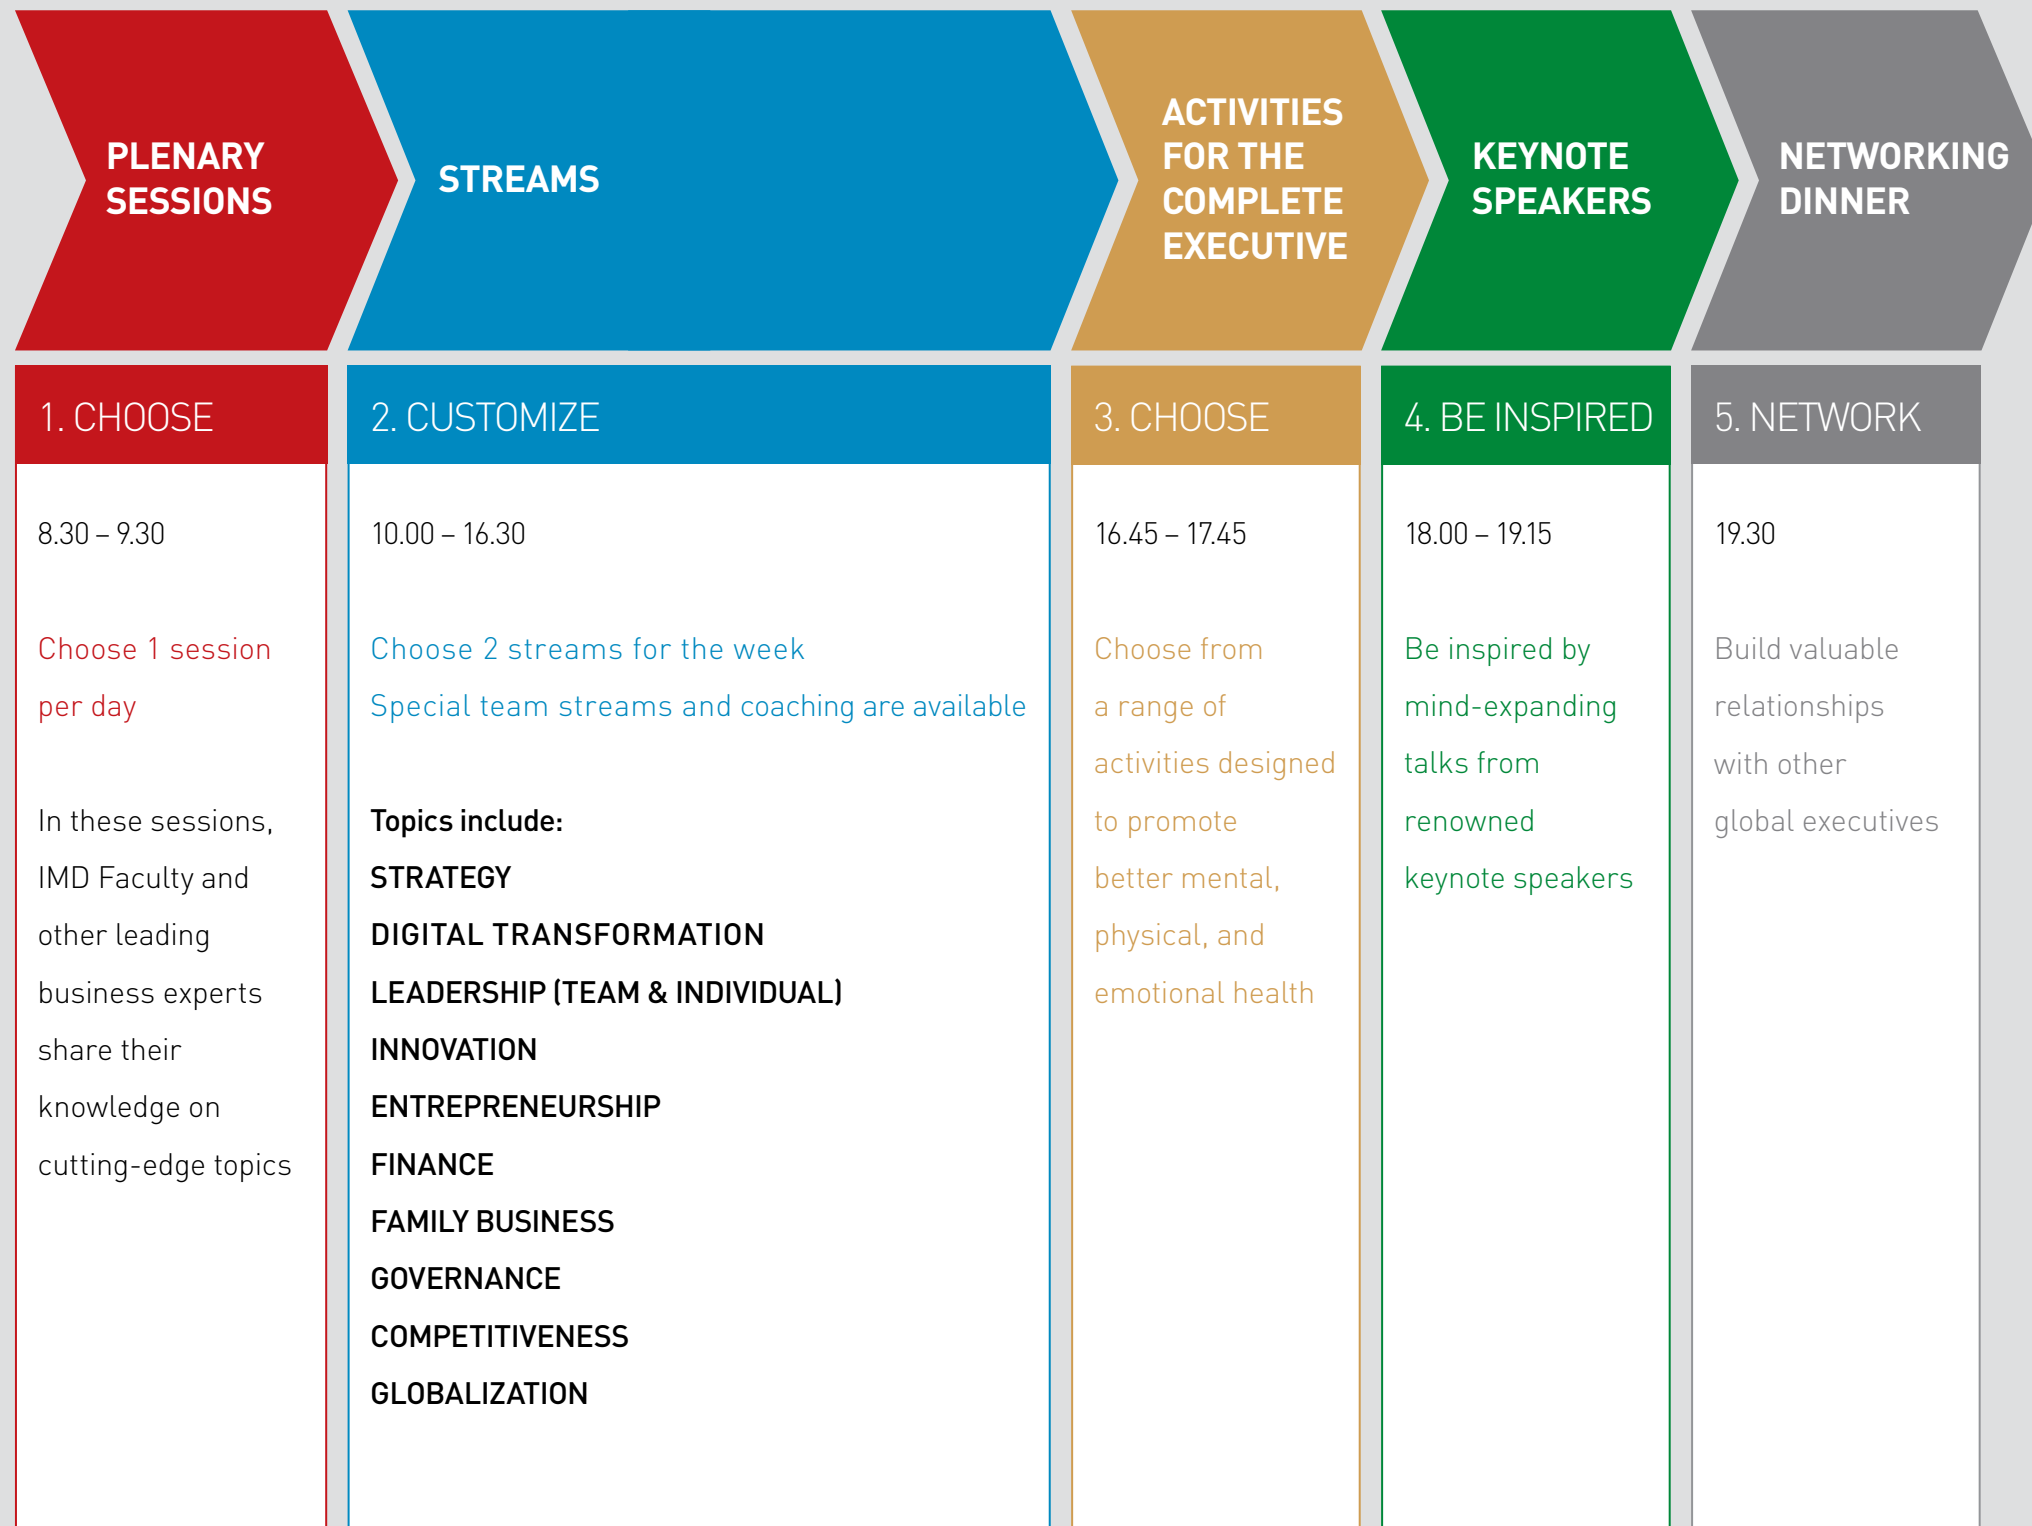 PLENARY
SESSIONS
STREAMS
ACTIVITIES
FOR THE
COMPLETE
EXECUTIVE
KEYNOTE
SPEAKERS
NETWORKING
DINNER
1. CHOOSE
8.30 – 9.30
Choose 1 session
per day
In these sessions,
IMD Faculty and
other leading
business experts
share their
knowledge on
cutting-edge topics
2. CUSTOMIZE
10.00 – 16.30
Choose 2 streams for the week
Special team streams and coaching are available
Topics include:
STRATEGY
DIGITAL TRANSFORMATION
LEADERSHIP (TEAM & INDIVIDUAL)
INNOVATION
ENTREPRENEURSHIP
FINANCE
FAMILY BUSINESS
GOVERNANCE
COMPETITIVENESS
GLOBALIZATION
3. CHOOSE
16.45 – 17.45
Choose from
a range of
activities designed
to promote
better mental,
physical, and
emotional health
4. BE INSPIRED
18.00 – 19.15
Be inspired by
mind-expanding
talks from
renowned
keynote speakers
5. NETWORK
19.30
Build valuable
relationships
with other
global executives